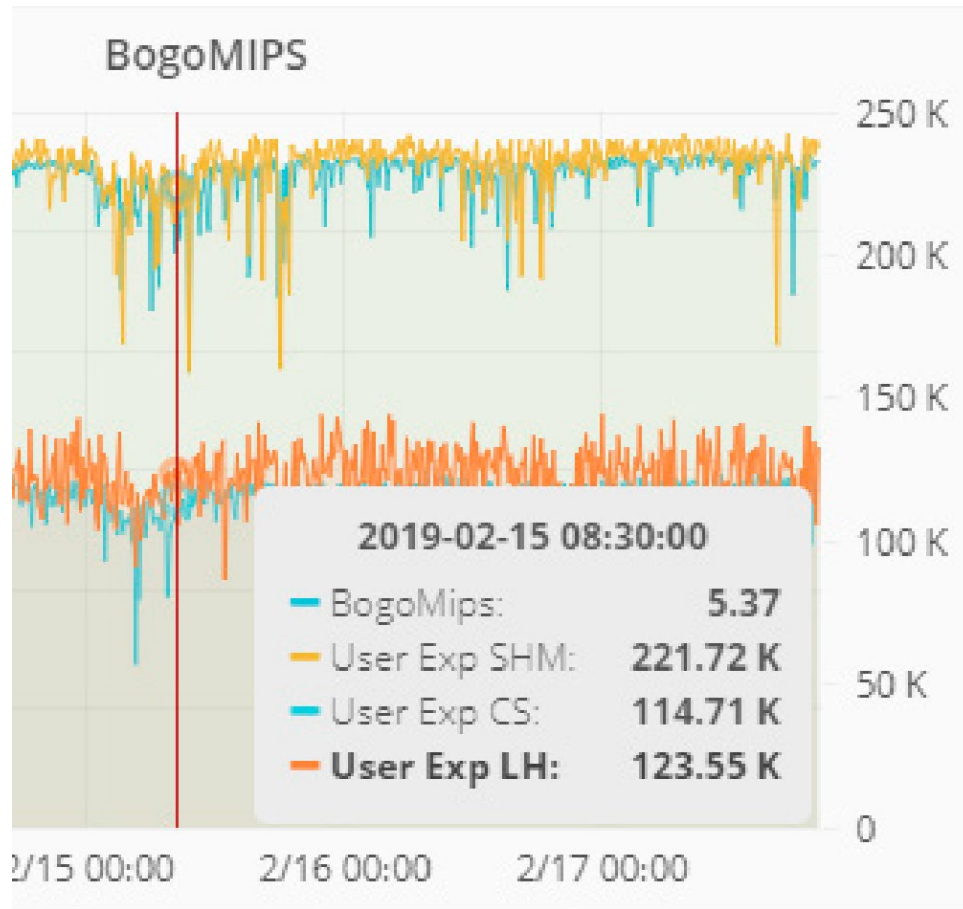 BogoMIPS
250 K
200 K
150 K
100 K
50 K
0
2019-02-15 08:30:00
BogoMips: 5.37
User Exp SHM: 221.72 K
User Exp CS: 114.71 K
User Exp LH: 123.55 K
2/15 00:00 2/16 00:00 2/17 00:00